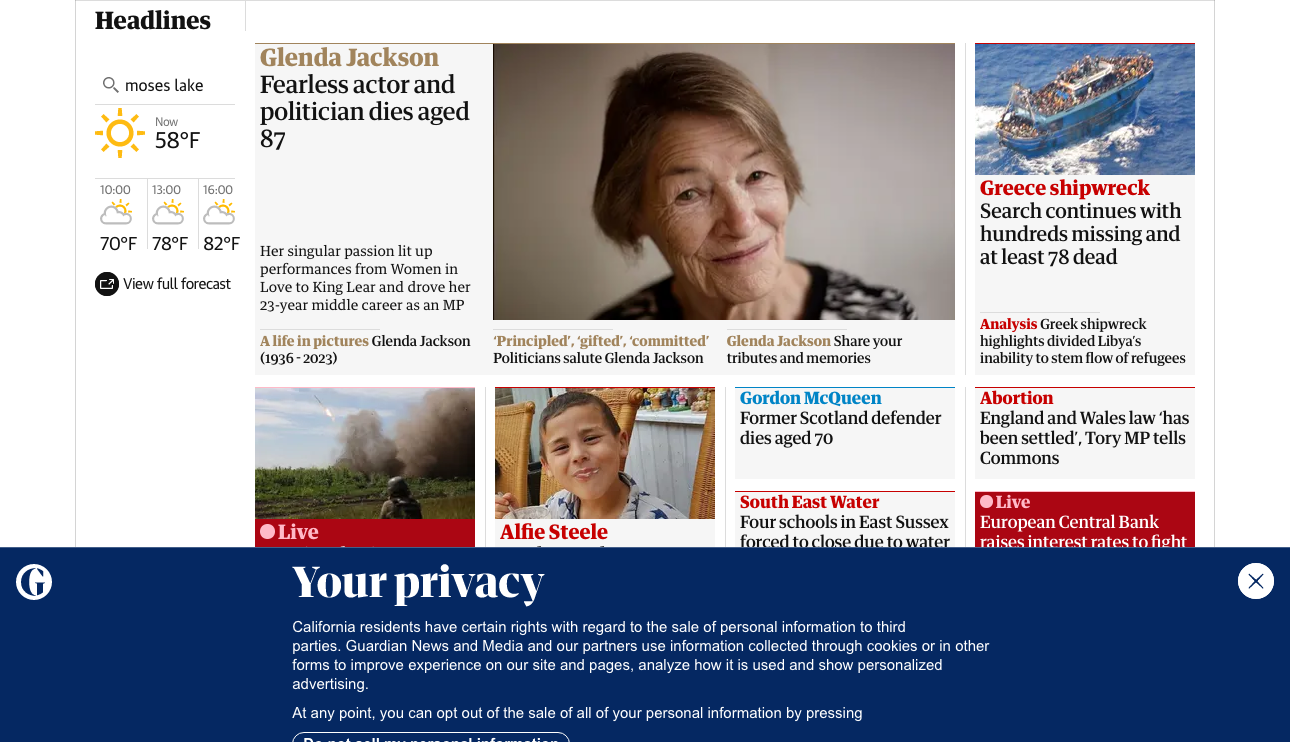 Headlines
moses lake
Now
58°F
10:00
13:00
16:00
70°F
78°F
82°F
View full forecast
Glenda Jackson
Fearless actor and
politician dies aged
87
Her singular passion lit up
performances from Women in
Love to King Lear and drove her
23-year middle career as an MP
A life in pictures Glenda Jackson
(1936 - 2023)
‘Principled’, ‘gifted’, ‘committed’
Politicians salute Glenda Jackson
Glenda Jackson Share your
tributes and memories
Greece shipwreck
Search continues with
hundreds missing and
at least 78 dead
Analysis Greek shipwreck
highlights divided Libya’s
inability to stem flow of refugees
Live
Alfie Steele
Gordon McQueen
Former Scotland defender
dies aged 70
South East Water
Four schools in East Sussex
forced to close due to water
Abortion
England and Wales law ‘has
been settled’, Tory MP tells
Commons
Live
European Central Bank
raises interest rates to fight
G
Your privacy
California residents have certain rights with regard to the sale of personal information to third
parties. Guardian News and Media and our partners use information collected through cookies or in other
forms to improve experience on our site and pages, analyze how it is used and show personalized
advertising.
At any point, you can opt out of the sale of all of your personal information by pressing
Do not sell my personal information